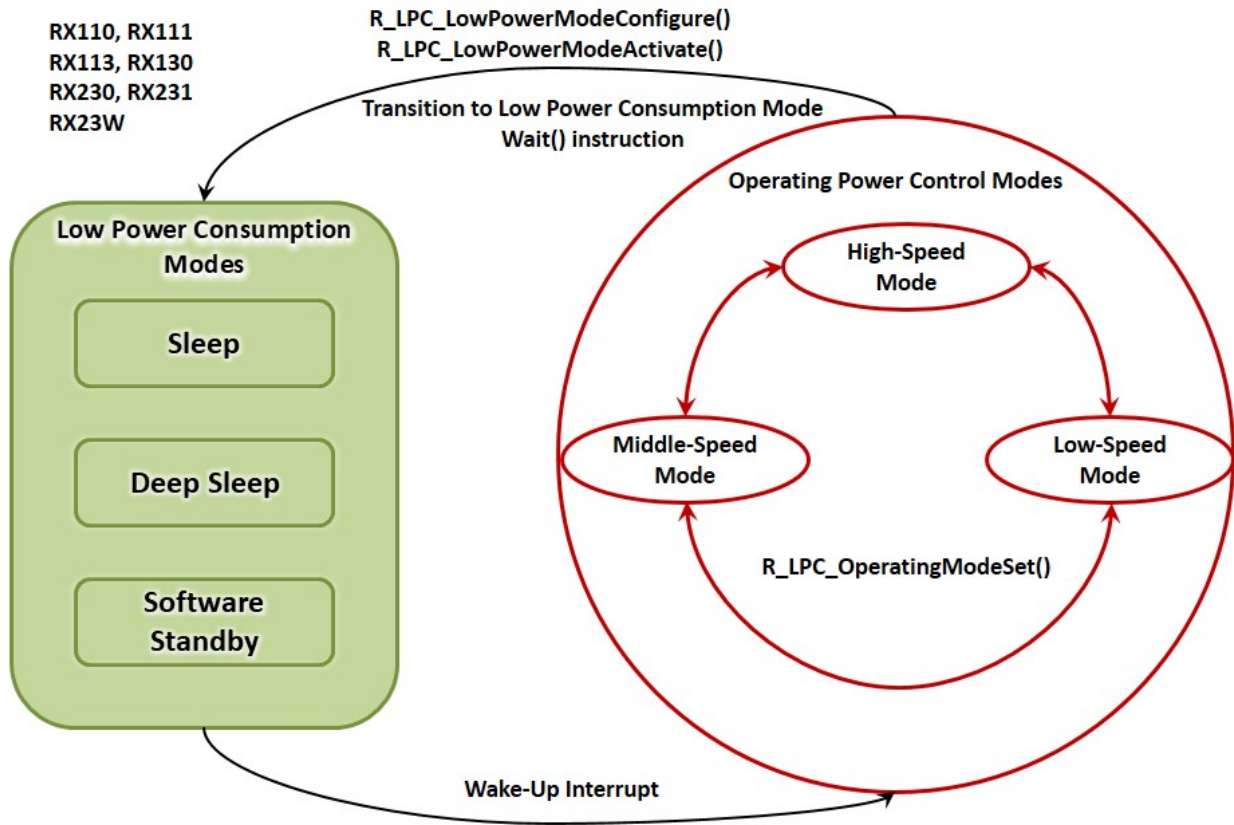 RX110, RX111
RX113, RX130
RX230, RX231
RX23W
R_LPC_LowPowerModeConfigure()
R_LPC_LowPowerModeActivate()
Transition to Low Power Consumption Mode
Wait() instruction
Low Power Consumption
Modes
Sleep
Deep Sleep
Software
Standby
Operating Power Control Modes
High-Speed
Mode
Middle-Speed
Mode
Low-Speed
Mode
R_LPC_OperatingModeSet()
Wake-Up Interrupt